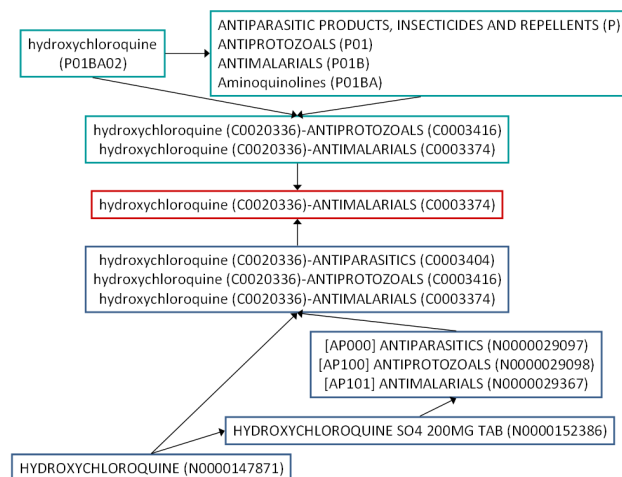 hydroxychloroquine
(P01BA02)
ANTIPARASITIC PRODUCTS, INSECTICIDES AND REPELLENTS (P)
ANTIPROTOZOALS (P01)
ANTIMALARIALS (P01B)
Aminoquinolines (P01BA)
hydroxychloroquine (C0020336)-ANTIPROTOZOALS (C0003416)
hydroxychloroquine (C0020336)-ANTIMALARIALS (C0003374)
hydroxychloroquine (C0020336)-ANTIMALARIALS (C0003374)
hydroxychloroquine (C0020336)-ANTIPARASITICS (C0003404)
hydroxychloroquine (C0020336)-ANTIPROTOZOALS (C0003416)
hydroxychloroquine (C0020336)-ANTIMALARIALS (C0003374)
[AP000] ANTIPARASITICS (N0000029097)
[AP100] ANTIPROTOZOALS (N0000029098)
[AP101] ANTIMALARIALS (N0000029367)
HYDROXYCHLOROQUINE SO4 200MG TAB (N0000152386)
HYDROXYCHLOROQUINE (N0000147871)